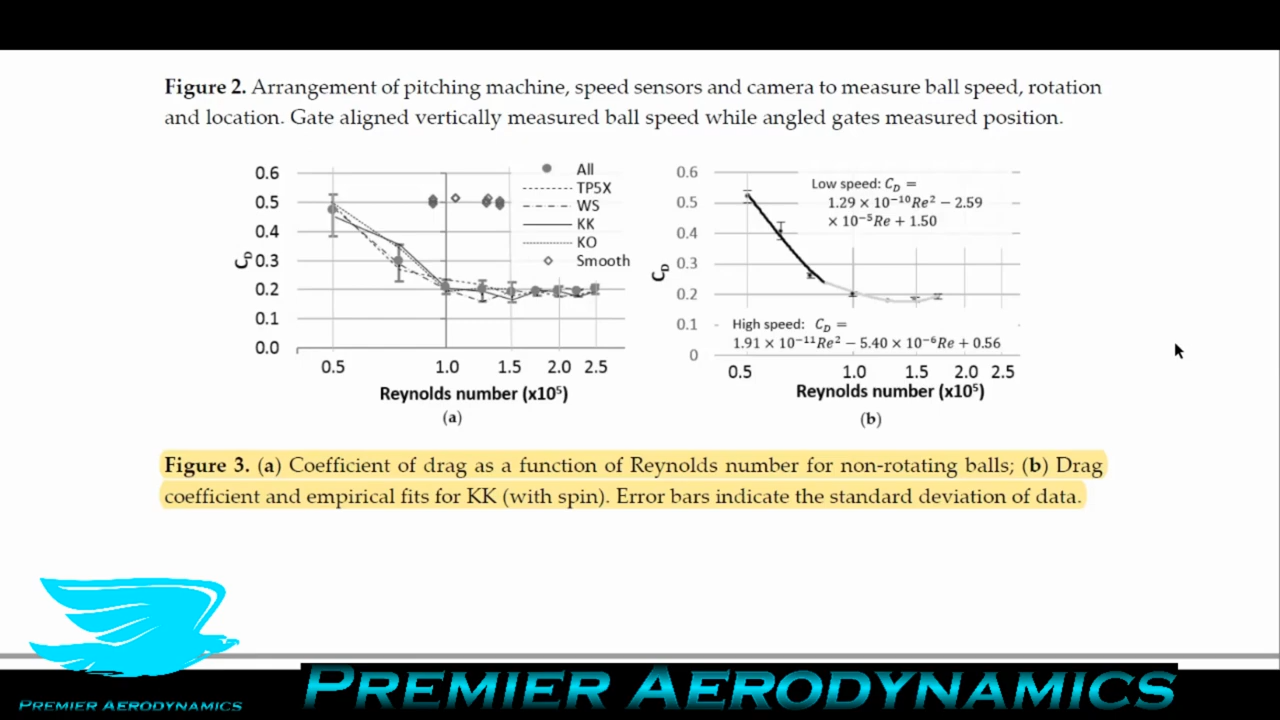 Figure 2. Arrangement of pitching machine, speed sensors and camera to measure ball speed, rotation
and location. Gate aligned vertically measured ball speed while angled gates measured position.
0.6
0.5
0.4
0.3
0.2
0.1
0.0
C_D
All
TP5X
WS
KK
KO
Smooth
0.5 1.0 1.5 2.0 2.5
Reynolds number (x10⁵)
(a)
0.6
0.5
0.4
0.3
0.2
0.1
0
C_D
Low speed: C_D =
1.29 × 10⁻¹⁰Re² − 2.59
× 10⁻⁵Re + 1.50
High speed: C_D =
1.91 × 10⁻¹¹Re² − 5.40 × 10⁻⁶Re + 0.56
0.5 1.0 1.5 2.0 2.5
Reynolds number (x10⁵)
(b)
Figure 3. (a) Coefficient of drag as a function of Reynolds number for non-rotating balls; (b) Drag
coefficient and empirical fits for KK (with spin). Error bars indicate the standard deviation of data.
PREMIER AERODYNAMICS
PREMIER AERODYNAMICS